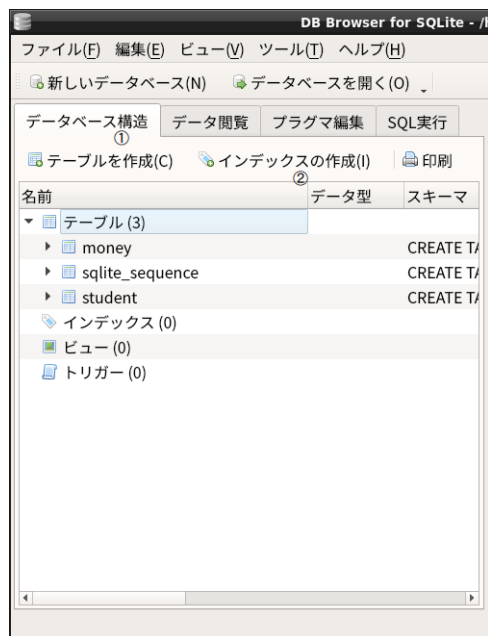 DB Browser for SQLite - /h
ファイル(F) 編集(E) ビュー(V) ツール(T) ヘルプ(H)
新しいデータベース(N) データベースを開く(O)
データベース構造 データ閲覧 プラグマ編集 SQL実行
①
テーブルを作成(C) インデックスの作成(I) 印刷
②
名前 データ型 スキーマ
テーブル (3)
money CREATE TA
sqlite_sequence CREATE TA
student CREATE TA
インデックス (0)
ビュー (0)
トリガー (0)